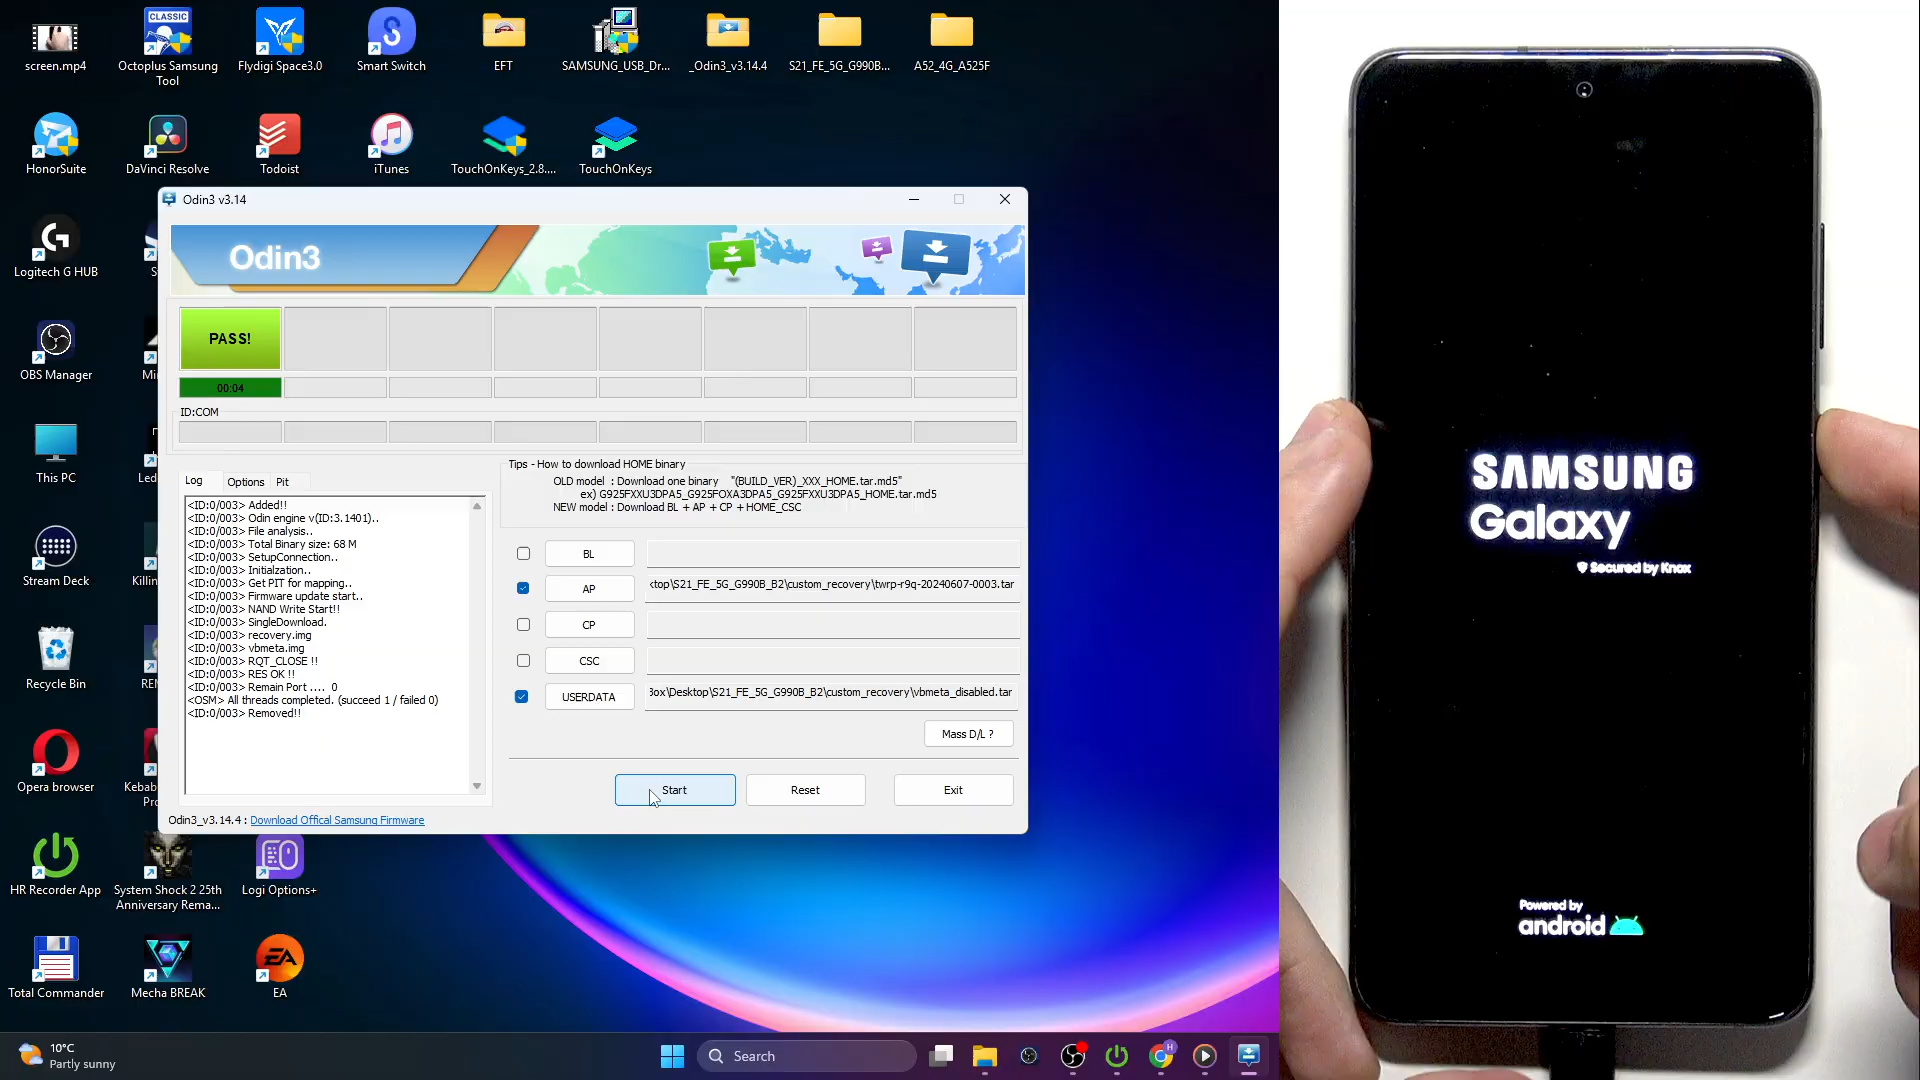 screen.mp4
Octoplus Samsung
Tool
Flydigi Space3.0
Smart Switch
EFT
SAMSUNG_USB_Dr...
_Odin3_v3.14.4
S21_FE_5G_G990B...
A52_4G_A525F
CLASSIC
HonorSuite
DaVinci Resolve
Todoist
iTunes
TouchOnKeys_2.8....
TouchOnKeys
Logitech G HUB
OBS Manager
This PC
Stream Deck
Recycle Bin
Opera browser
HR Recorder App
System Shock 2 25th
Anniversary Rema...
Logi Options+
Total Commander
Mecha BREAK
EA
Odin3 v3.14
Odin3
PASS!
00:04
ID:COM
Log
Options
Pit
<ID:0/003> Added!!
<ID:0/003> Odin engine v(ID:3.1401)..
<ID:0/003> File analysis..
<ID:0/003> Total Binary size: 68 M
<ID:0/003> SetupConnection..
<ID:0/003> Initialzation..
<ID:0/003> Get PIT for mapping..
<ID:0/003> Firmware update start..
<ID:0/003> NAND Write Start!!
<ID:0/003> SingleDownload.
<ID:0/003> recovery.img
<ID:0/003> vbmeta.img
<ID:0/003> RQT_CLOSE !!
<ID:0/003> RES OK !!
<ID:0/003> Remain Port .... 0
<OSM> All threads completed. (succeed 1 / failed 0)
<ID:0/003> Removed!!
Tips - How to download HOME binary
OLD model : Download one binary "(BUILD_VER)_XXX_HOME.tar.md5"
ex) G925FXXU3DPA5_G925FOXA3DPA5_G925FXXU3DPA5_HOME.tar.md5
NEW model : Download BL + AP + CP + HOME_CSC
BL
AP
ktop\S21_FE_5G_G990B_B2\custom_recovery\twrp-r9q-20240607-0003.tar
CP
CSC
USERDATA
Box\Desktop\S21_FE_5G_G990B_B2\custom_recovery\vbmeta_disabled.tar
Mass D/L ?
Start
Reset
Exit
Odin3_v3.14.4 : Download Offical Samsung Firmware
10°C
Partly sunny
Search
SAMSUNG
Galaxy
Secured by Knox
Powered by
android